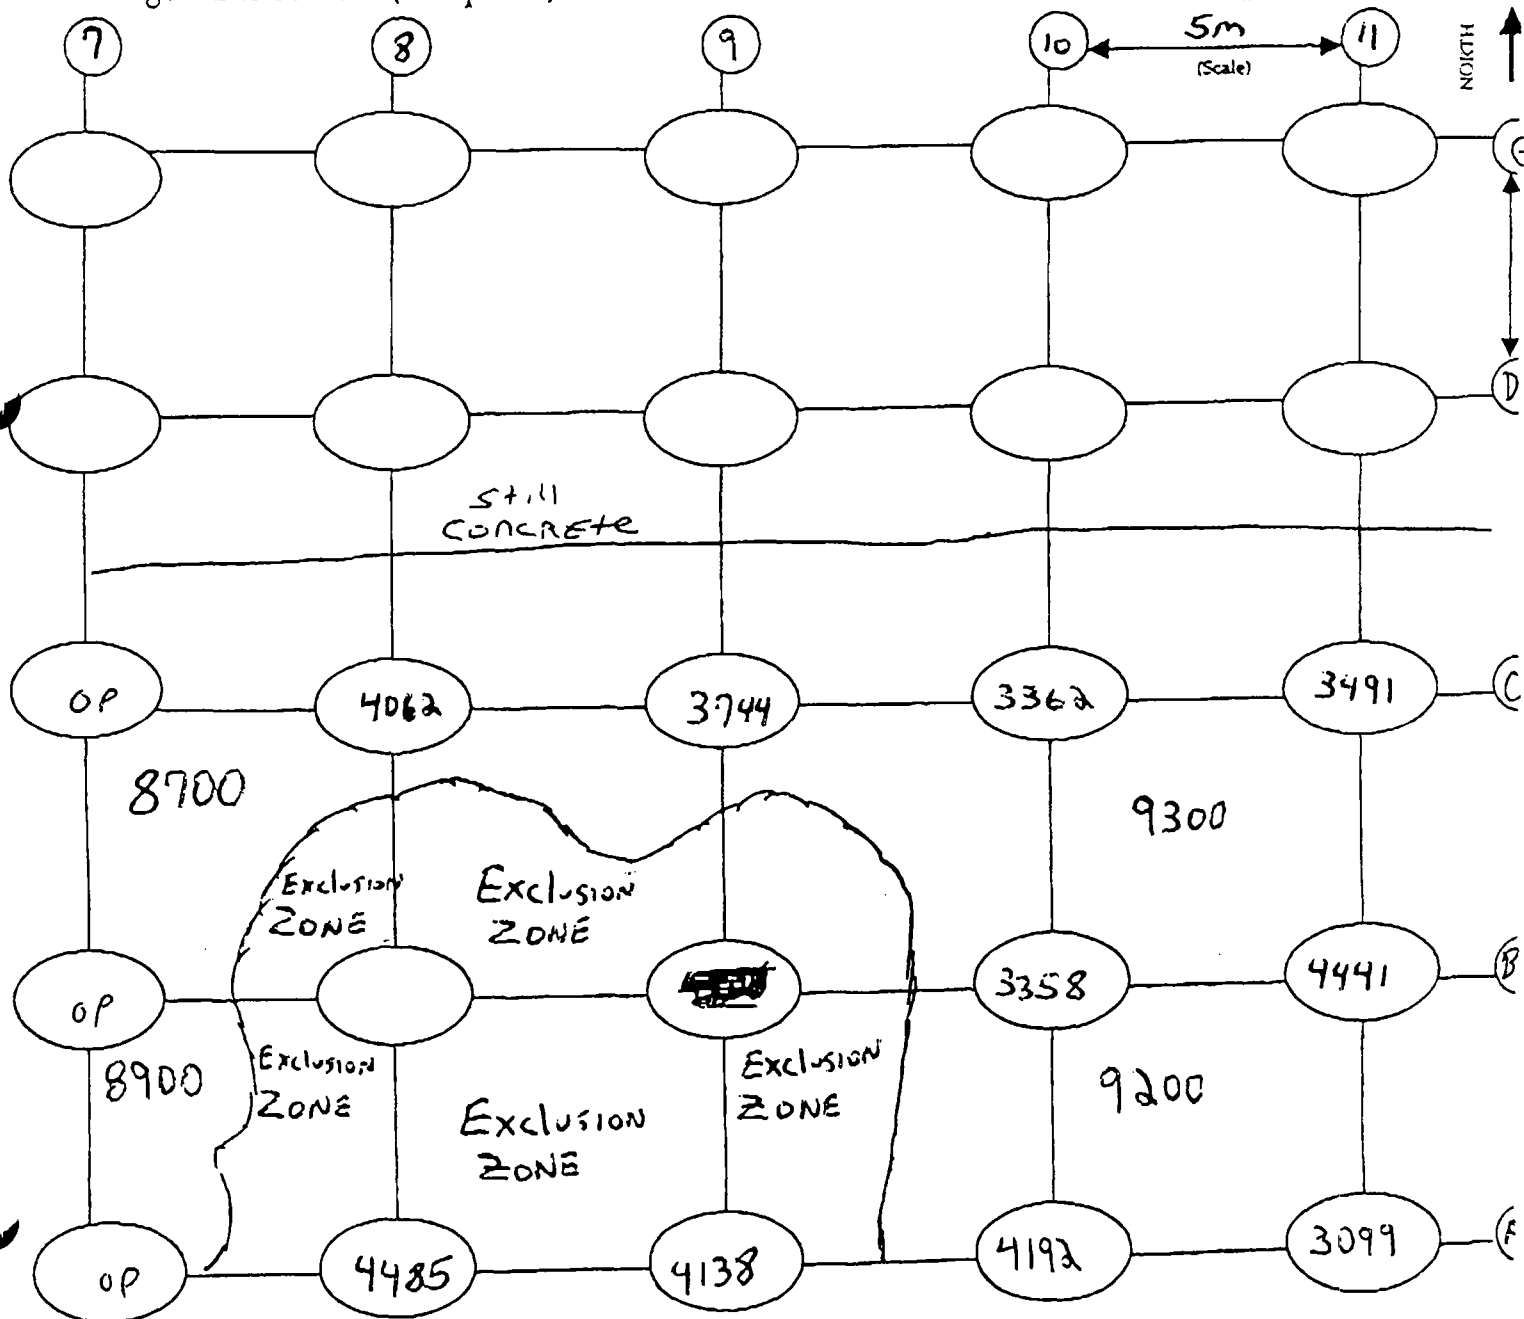 7 8 9 10 5m 11
(Scale)
NORTH
D
Still
CONCRETE
OP 4062 3744 3362 3491 C
8700 9300
Exclusion Exclusion
ZONE ZONE
OP 3358 4441 B
8900 Exclusion Exclusion 9200
ZONE ZONE
Exclusion
ZONE
OP 4485 4138 4192 3099